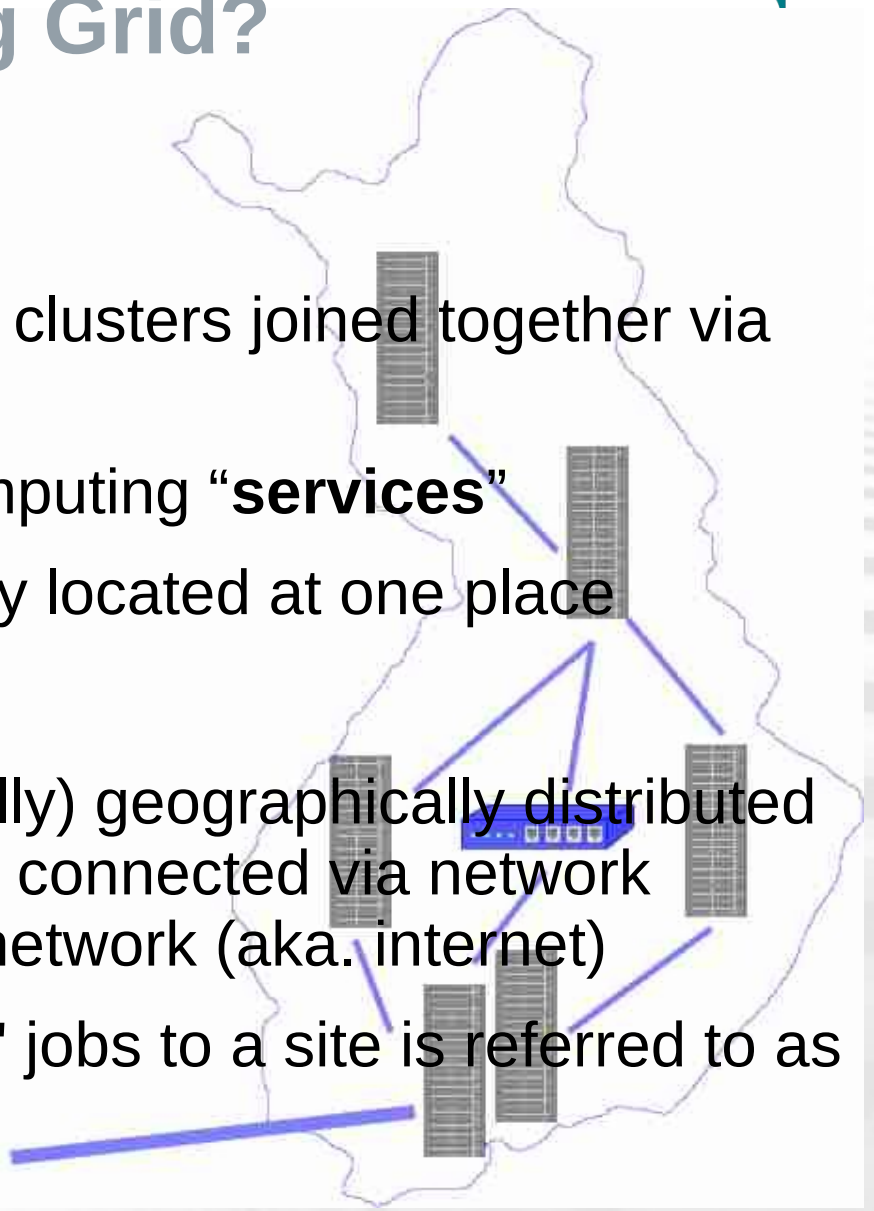 g Grid?
clusters joined together via
mputing “services”
y located at one place
lly) geographically distributed
connected via network
network (aka. internet)
" jobs to a site is referred to as